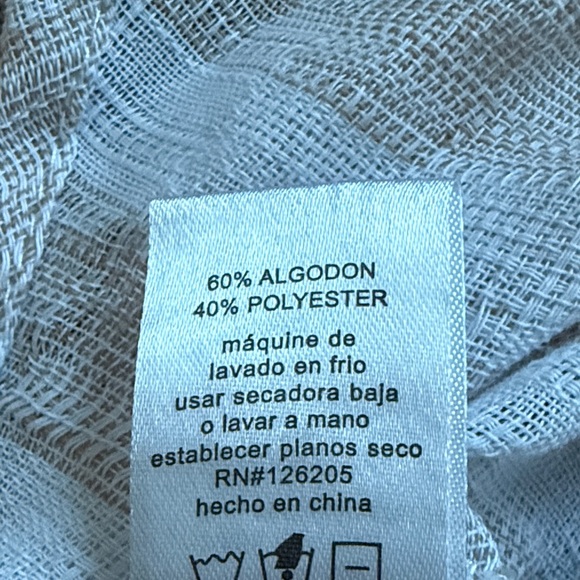 60% ALGODON
40% POLYESTER
máquine de
lavado en frio
usar secadora baja
o lavar a mano
establecer planos seco
RN#126205
hecho en china